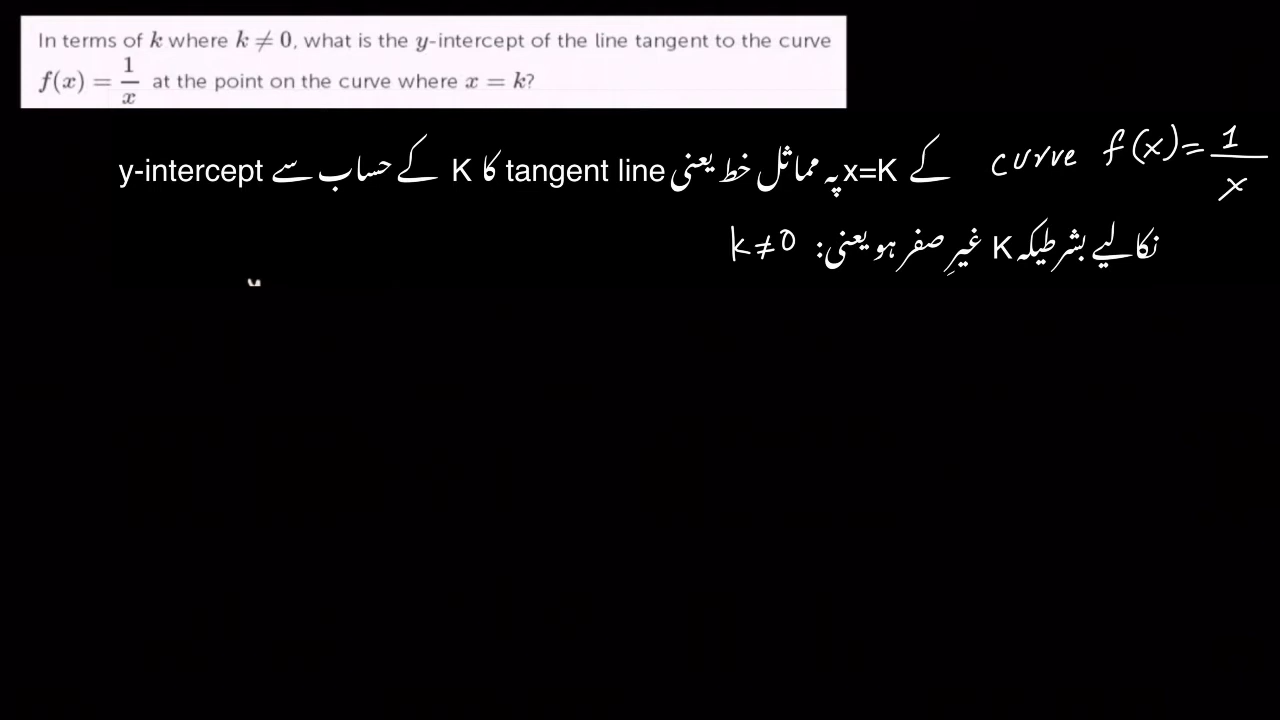 In terms of k where k ≠ 0, what is the y-intercept of the line tangent to the curve
f(x) = 1/x at the point on the curve where x = k?
curve f(x)=1/x کے x=K پہ مماثل خط یعنی tangent line کا K کے حساب سے y-intercept
نکالیے بشرطیکہ K غیرِ صفر ہو یعنی: k≠0